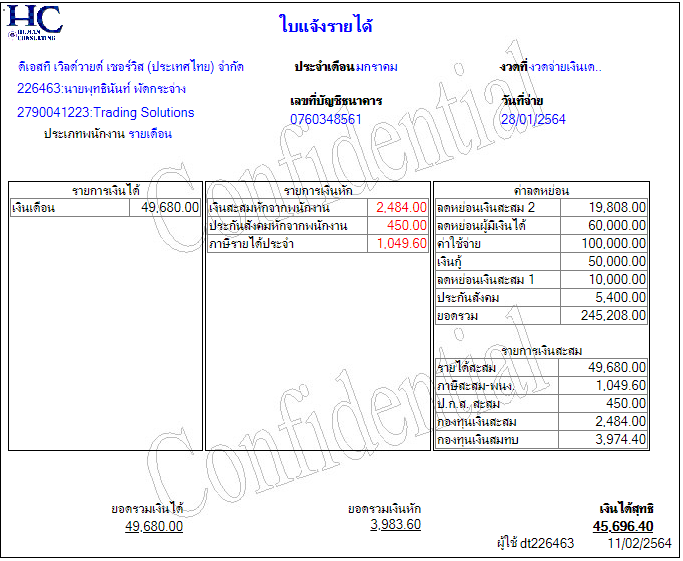 HC
HUMAN
CONSULTING
ใบแจ้งรายได้
ดีเอสที เวิลด์วายด์ เซอร์วิส (ประเทศไทย) จำกัด
ประจำเดือน มกราคม
งวดที่ งวดจ่ายเงินเด..
226463:นายพุทธินันท์ พัดกระจ่าง
เลขที่บัญชีธนาคาร
วันที่จ่าย
2790041223:Trading Solutions
0760348561
28/01/2564
ประเภทพนักงาน รายเดือน
รายการเงินได้
เงินเดือน 49,680.00
รายการเงินหัก
เงินสะสมหักจากพนักงาน 2,484.00
ประกันสังคมหักจากพนักงาน 450.00
ภาษีรายได้ประจำ 1,049.60
ค่าลดหย่อน
ลดหย่อนเงินสะสม 2 19,808.00
ลดหย่อนผู้มีเงินได้ 60,000.00
ค่าใช้จ่าย 100,000.00
เงินกู้ 50,000.00
ลดหย่อนเงินสะสม 1 10,000.00
ประกันสังคม 5,400.00
ยอดรวม 245,208.00
รายการเงินสะสม
รายได้สะสม 49,680.00
ภาษีสะสม-พนง. 1,049.60
ป.ก.ส. สะสม 450.00
กองทุนเงินสะสม 2,484.00
กองทุนเงินสมทบ 3,974.40
Confidential
Confidential
ยอดรวมเงินได้
49,680.00
ยอดรวมเงินหัก
3,983.60
เงินได้สุทธิ
45,696.40
ผู้ใช้ dt226463 11/02/2564